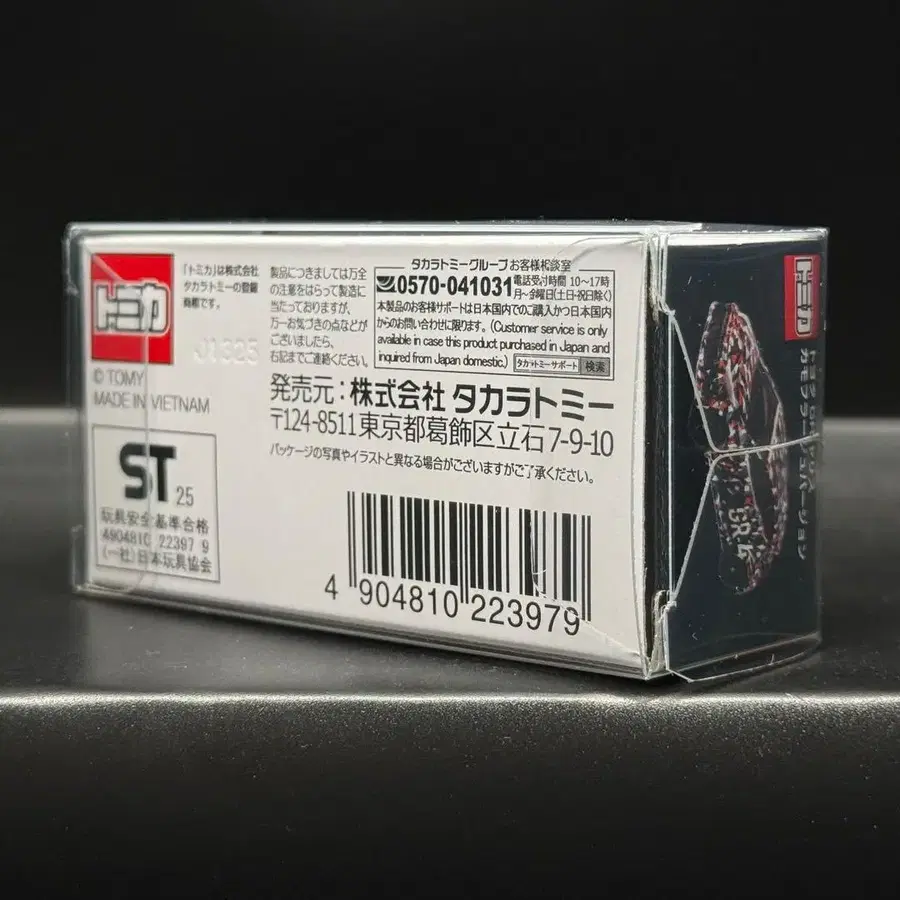 トミカ
「トミカ」は株式会社
タカラトミーの登録
商標です。
© TOMY
MADE IN VIETNAM
ST 25
玩具安全基準合格
4904810 22397 9
(一社)日本玩具協会
製品につきましては万全
の注意をはらって製造に
当たっておりますが、
万一お気づきの点などが
ございましたら、
右記までご連絡ください。
タカラトミーグループお客様相談室
0570-041031 電話受付時間 10～17時
月～金曜日(土日・祝日除く)
本製品のお客様サポートは日本国内でのご購入かつ日本国内
からのお問い合わせに限ります。(Customer service is only
available in case this product purchased in Japan and
inquired from Japan domestic.) タカラトミーサポート 検索
発売元：株式会社 タカラトミー
〒124-8511 東京都葛飾区立石 7-9-10
パッケージの写真やイラストと異なる場合がございますがご了承ください。
4 904810 223979
トミカ